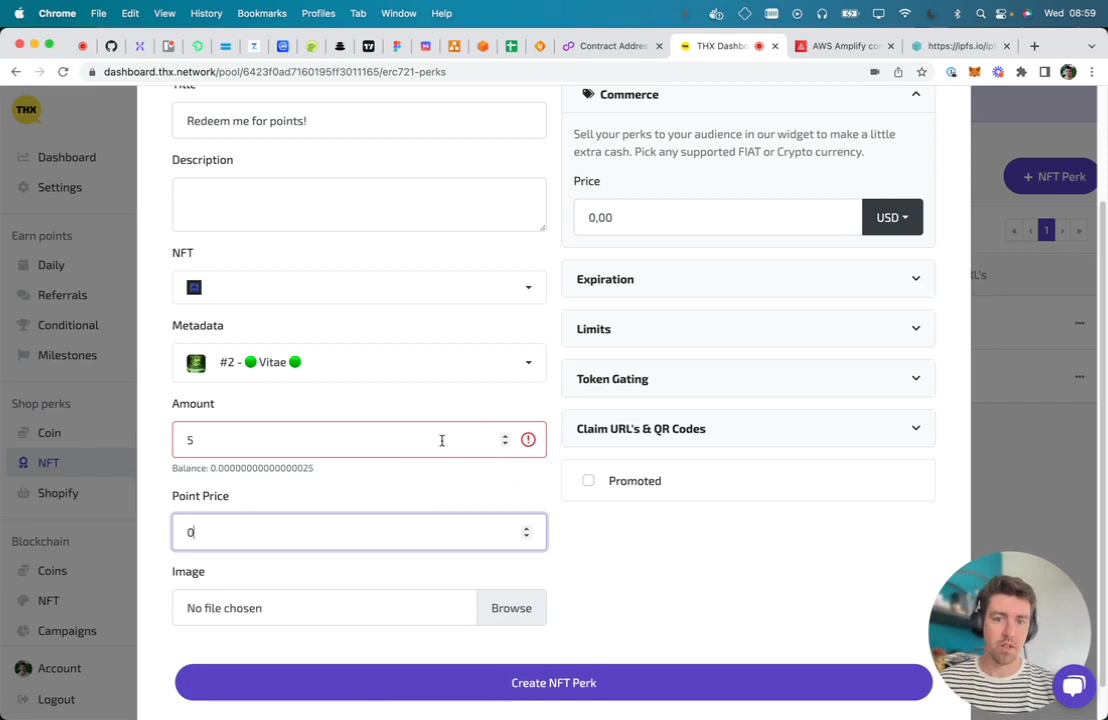 Chrome File Edit View History Bookmarks Profiles Tab Window Help Wed 08:59
Contract Addres THX Dashbo AWS Amplify co https://ipfs.io/ipf
dashboard.thx.network/pool/6423f0ad7160195ff3011165/erc721-perks
THX
Dashboard
Settings
Earn points
Daily
Referrals
Conditional
Milestones
Shop perks
Coin
NFT
Shopify
Blockchain
Coins
NFT
Campaigns
Account
Logout
Title
Redeem me for points!
Description
NFT
Metadata
#2 - Vitae
Amount
5
Balance: 0.00000000000000025
Point Price
0
Image
No file chosen Browse
Commerce
Sell your perks to your audience in our widget to make a little
extra cash. Pick any supported FIAT or Crypto currency.
Price
0,00 USD
Expiration
Limits
Token Gating
Claim URL's & QR Codes
Promoted
Create NFT Perk
+ NFT Perk
« ‹ 1 › »
L's